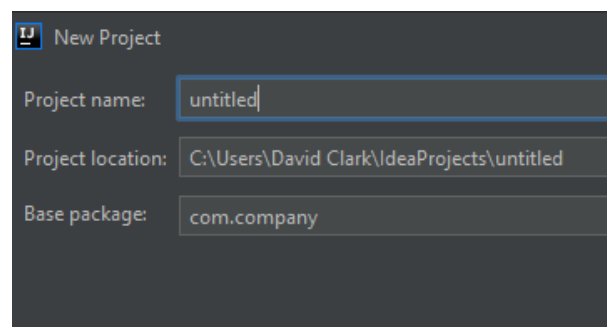 IJ New Project
Project name: untitled
Project location: C:\Users\David Clark\IdeaProjects\untitled
Base package: com.company